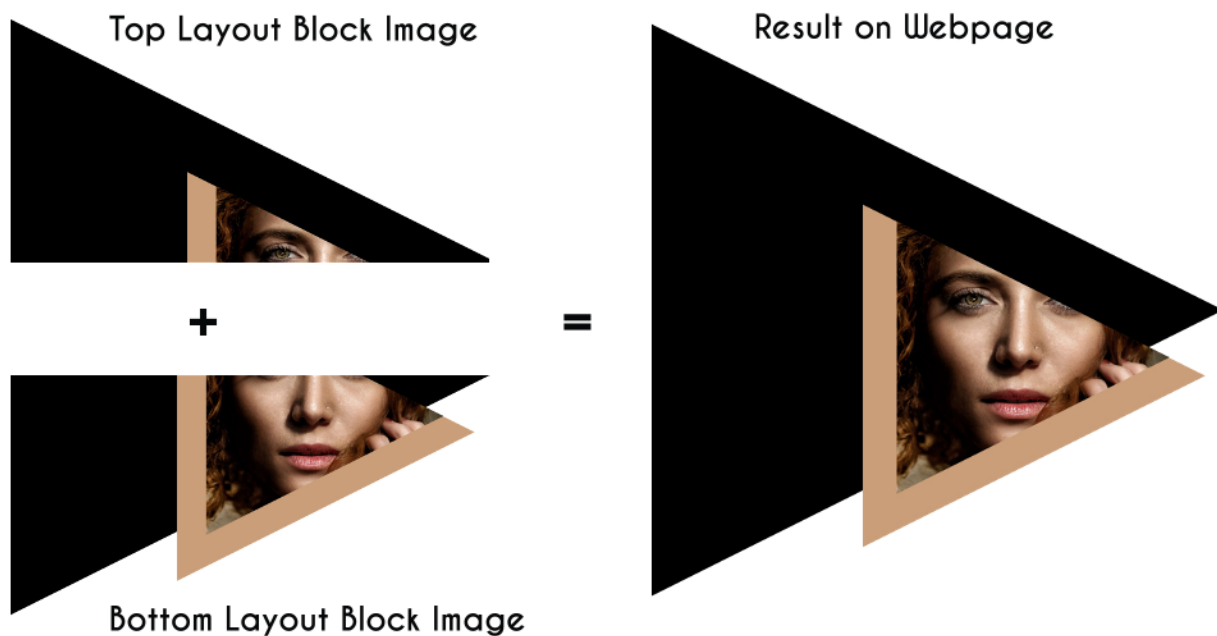 Top Layout Block Image
Result on Webpage
+
=
Bottom Layout Block Image